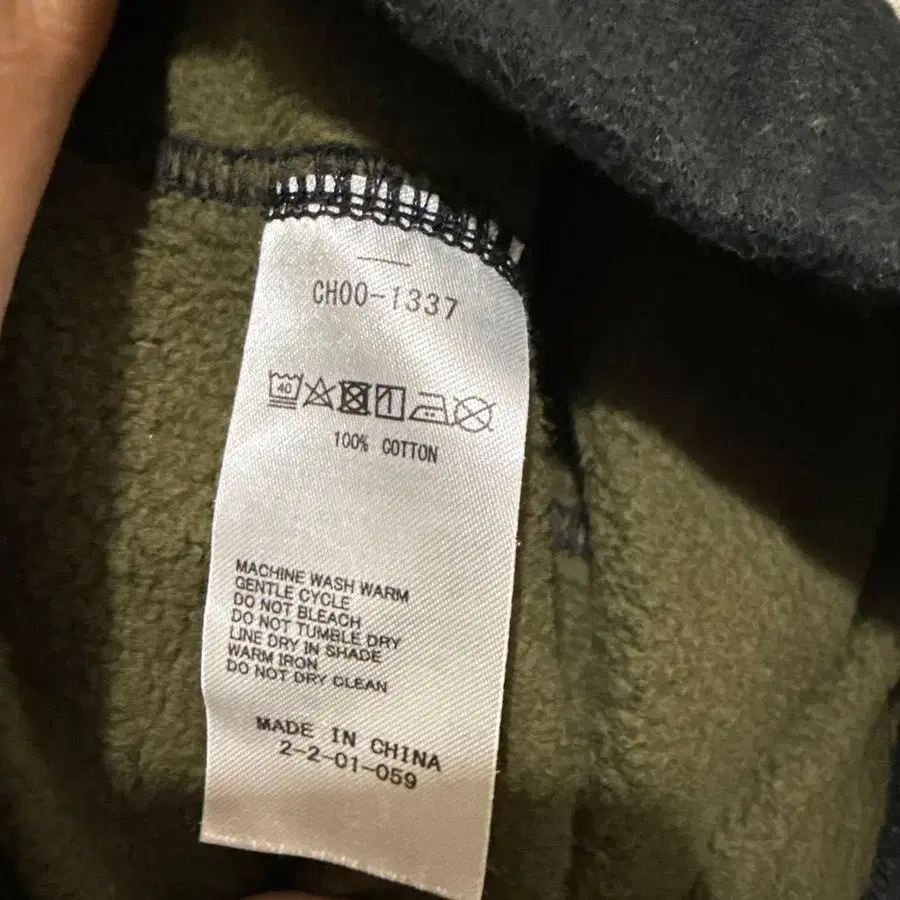 CH00-1337
40
100% COTTON
MACHINE WASH WARM
GENTLE CYCLE
DO NOT BLEACH
DO NOT TUMBLE DRY
LINE DRY IN SHADE
WARM IRON
DO NOT DRY CLEAN
MADE IN CHINA
2-2-01-059